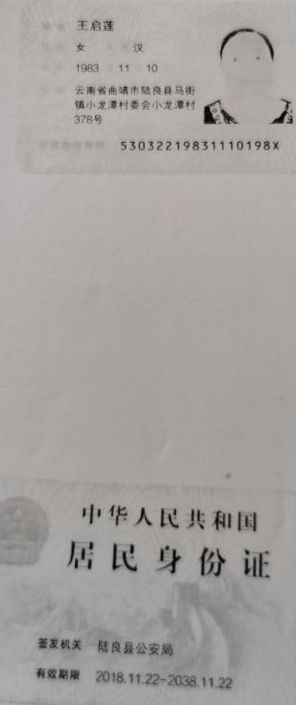 王启莲
女 汉
1983 11 10
云南省曲靖市陆良县马街
镇小龙潭村委会小龙潭村
378号
53032219831110198X
中华人民共和国
居民身份证
签发机关 陆良县公安局
有效期限 2018.11.22-2038.11.22